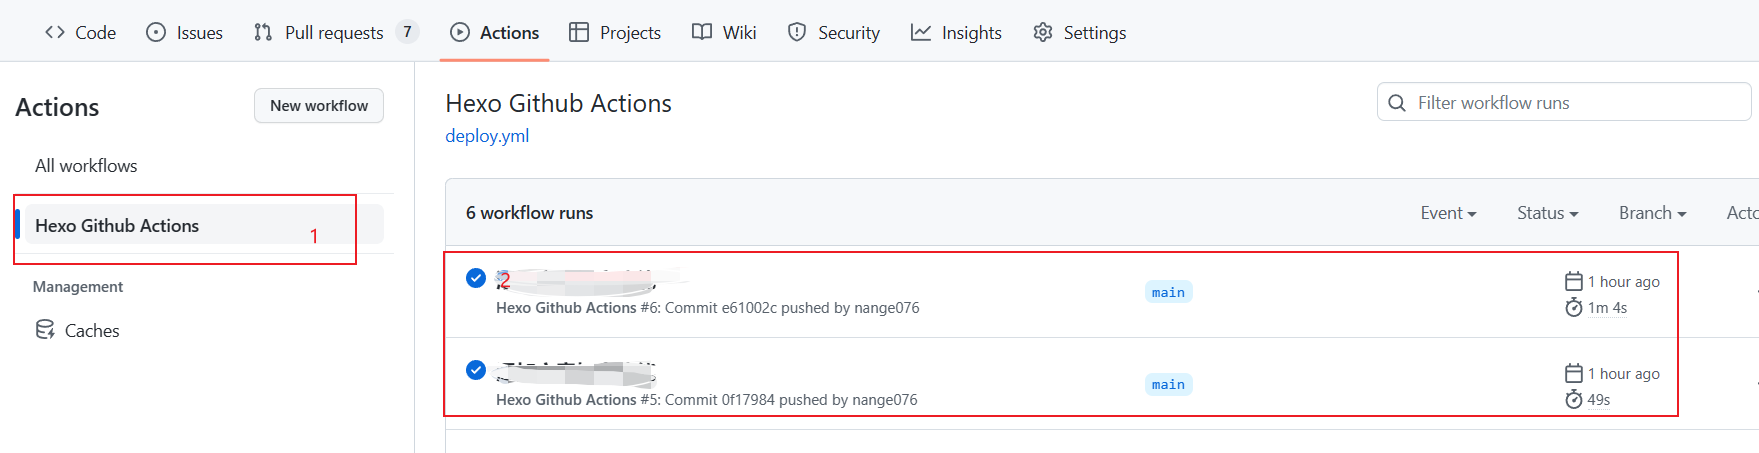 Code Issues Pull requests 7 Actions Projects Wiki Security Insights Settings
Actions
New workflow
All workflows
Hexo Github Actions
1
Management
Caches
Hexo Github Actions
deploy.yml
Filter workflow runs
6 workflow runs
Event Status Branch
2
Hexo Github Actions #6: Commit e61002c pushed by nange076
main
1 hour ago
1m 4s
Hexo Github Actions #5: Commit 0f17984 pushed by nange076
main
1 hour ago
49s